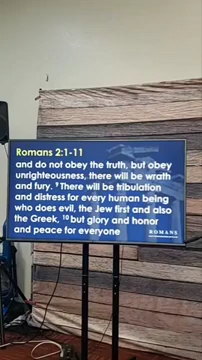 Romans 2:1-11
and do not obey the truth, but obey
unrighteousness, there will be wrath
and fury. ⁹ There will be tribulation
and distress for every human being
who does evil, the Jew first and also
the Greek, ¹⁰ but glory and honor
and peace for everyone
ROMANS